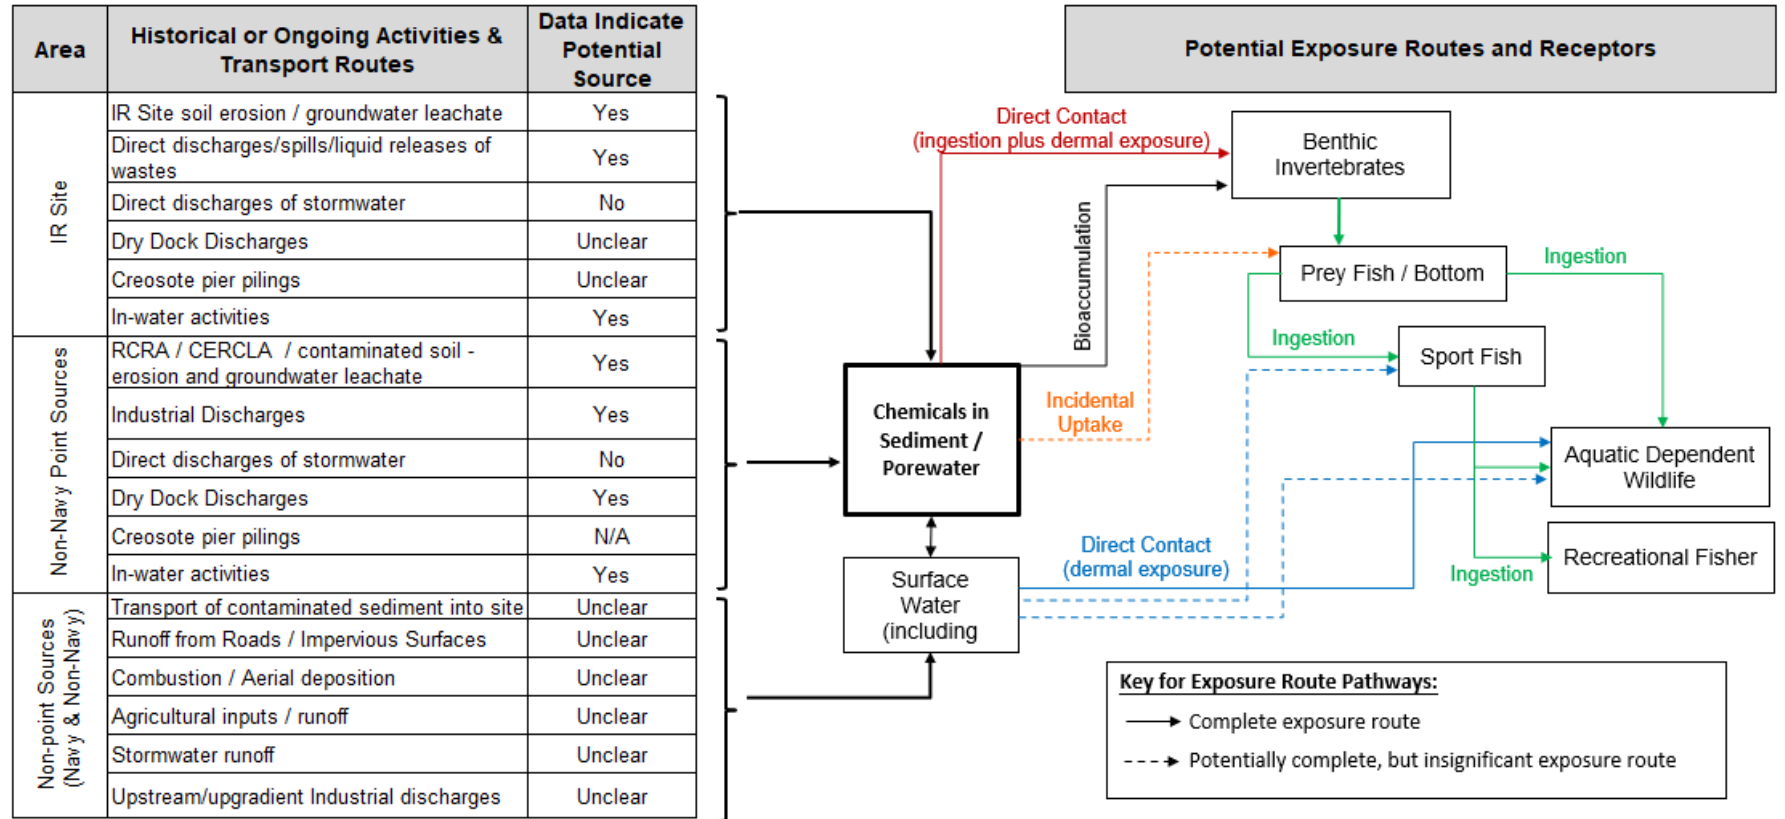 Area
Historical or Ongoing Activities &
Transport Routes
Data Indicate
Potential
Source
IR Site
IR Site soil erosion / groundwater leachate
Yes
Direct discharges/spills/liquid releases of
wastes
Yes
Direct discharges of stormwater
No
Dry Dock Discharges
Unclear
Creosote pier pilings
Unclear
In-water activities
Yes
Non-Navy Point Sources
RCRA / CERCLA / contaminated soil -
erosion and groundwater leachate
Yes
Industrial Discharges
Yes
Direct discharges of stormwater
No
Dry Dock Discharges
Yes
Creosote pier pilings
N/A
In-water activities
Yes
Non-point Sources
(Navy & Non-Navy)
Transport of contaminated sediment into site
Unclear
Runoff from Roads / Impervious Surfaces
Unclear
Combustion / Aerial deposition
Unclear
Agricultural inputs / runoff
Unclear
Stormwater runoff
Unclear
Upstream/upgradient Industrial discharges
Unclear
Potential Exposure Routes and Receptors
Direct Contact
(ingestion plus dermal exposure)
Benthic
Invertebrates
Bioaccumulation
Prey Fish / Bottom
Ingestion
Ingestion
Sport Fish
Chemicals in
Sediment /
Porewater
Incidental
Uptake
Aquatic Dependent
Wildlife
Direct Contact
(dermal exposure)
Ingestion
Recreational Fisher
Surface
Water
(including
Key for Exposure Route Pathways:
Complete exposure route
Potentially complete, but insignificant exposure route